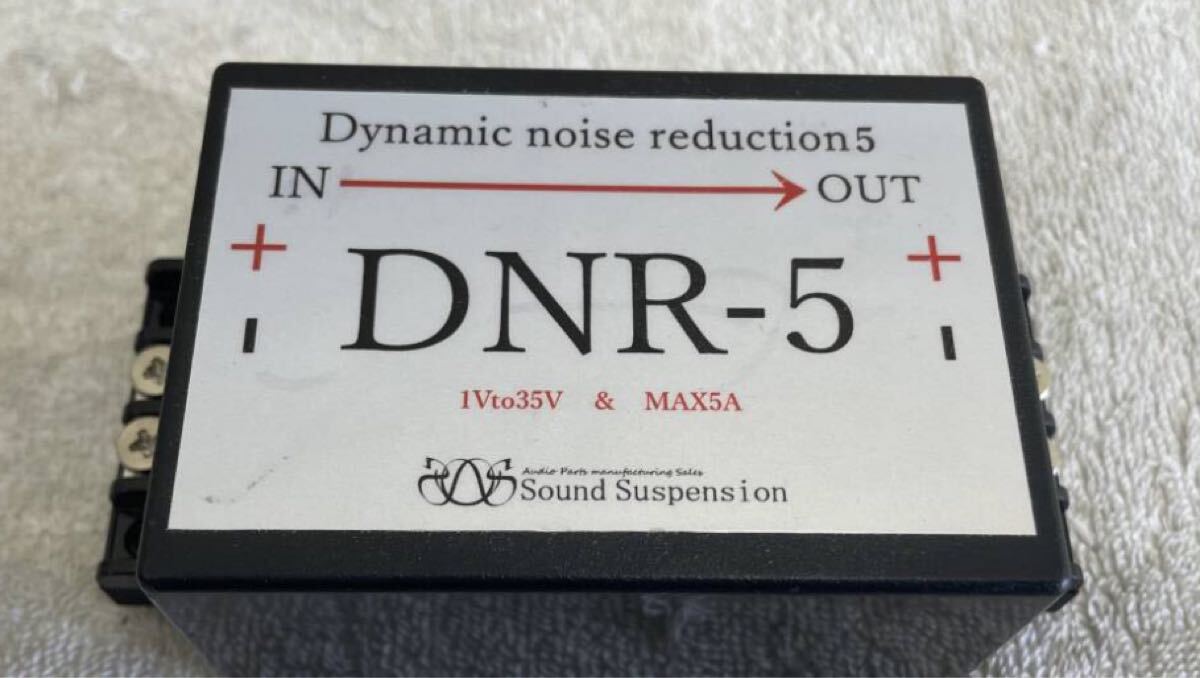 Dynamic noise reduction5
IN OUT
+ +
DNR-5
- -
1Vto35V & MAX5A
Audio Parts manufacturing Sales
Sound Suspension